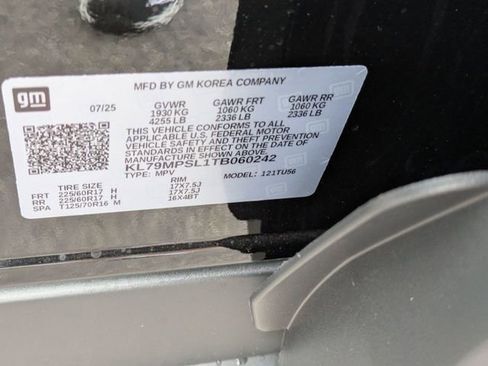 gm
MFD BY GM KOREA COMPANY
07/25 GVWR GAWR FRT GAWR RR
1930 KG 1060 KG 1060 KG
4255 LB 2336 LB 2336 LB
THIS VEHICLE CONFORMS TO ALL
APPLICABLE U.S. FEDERAL MOTOR
VEHICLE SAFETY AND THEFT
STANDARDS IN EFFECT ON THE DATE OF
MANUFACTURE SHOWN ABOVE.
KL79MPSL1TB060242
TYPE: MPV MODEL: 121TU56
TIRE SIZE RIM
FRT 225/60R17 H 17X7.5J
RR 225/60R17 H 17X7.5J
SPA T125/70R16 M 16X4BT